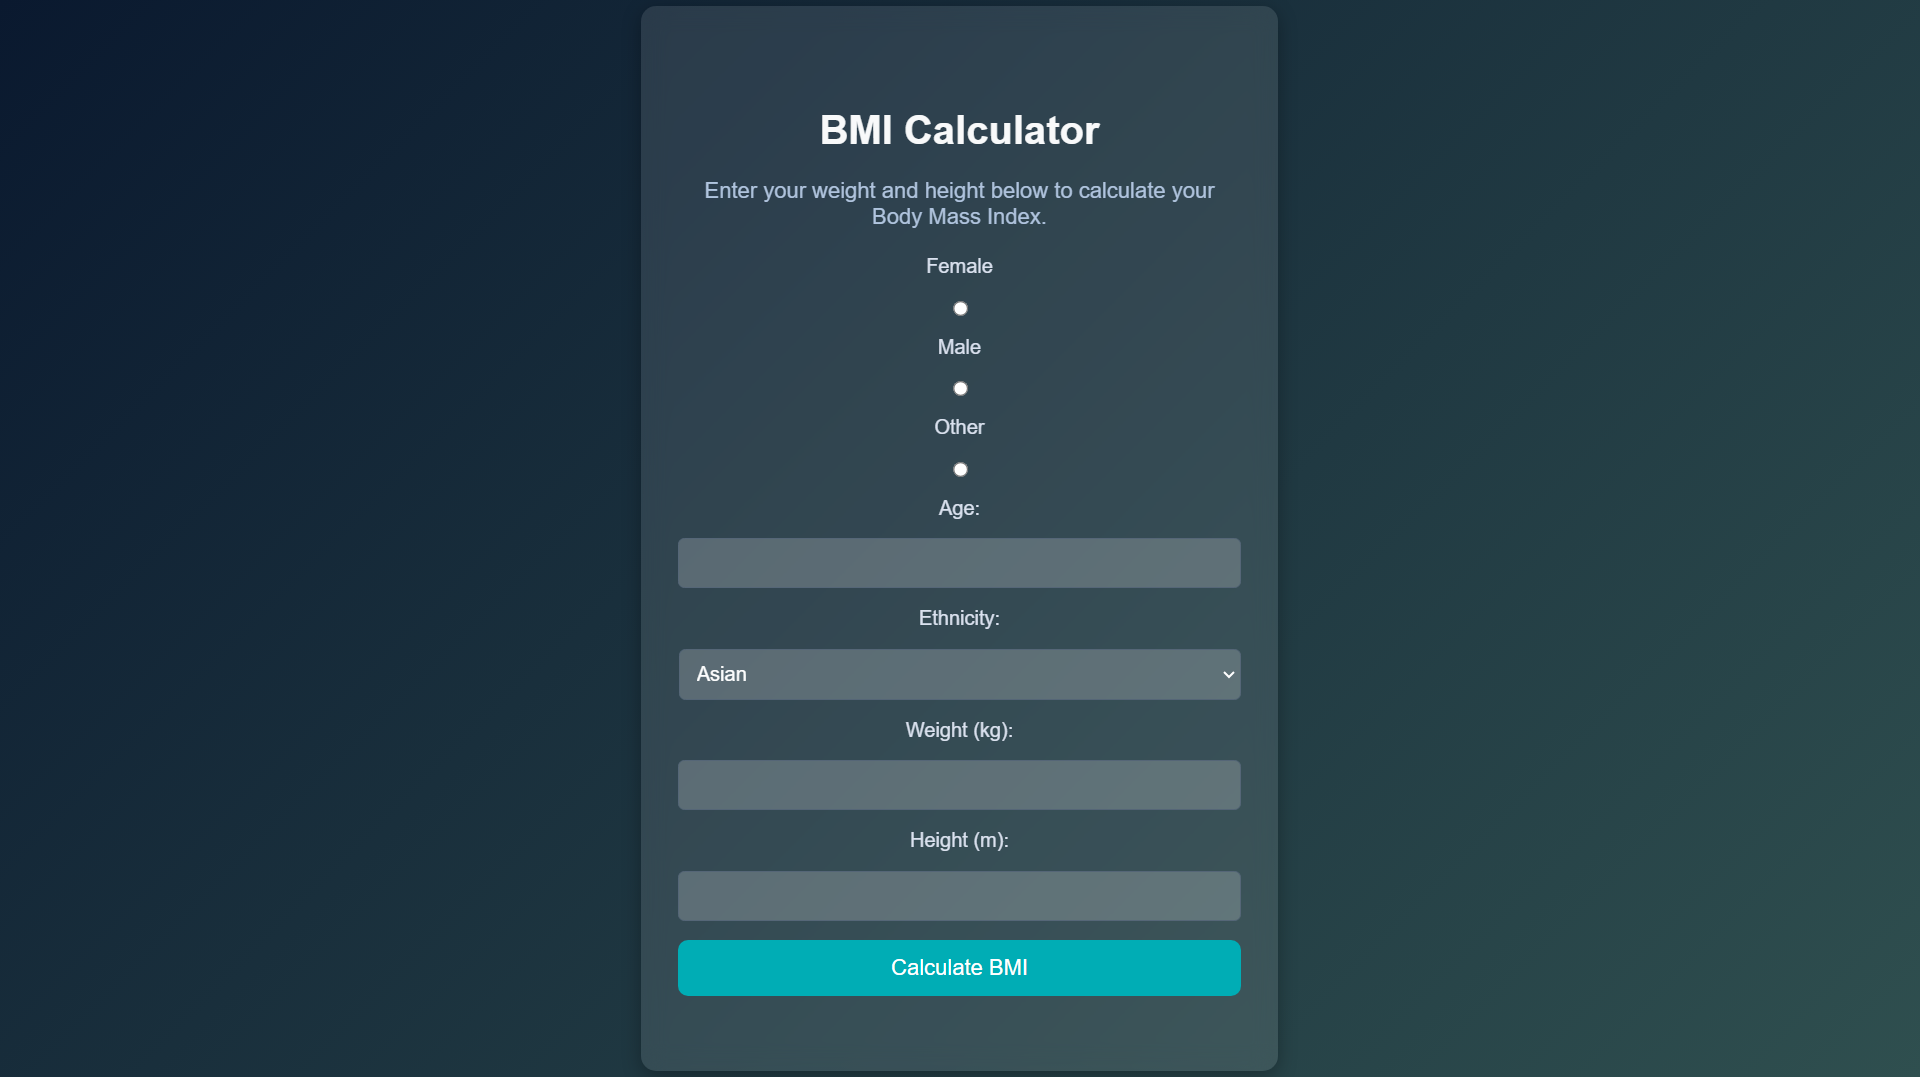 BMI Calculator
Enter your weight and height below to calculate your
Body Mass Index.
Female
Male
Other
Age:
Ethnicity:
Asian
Weight (kg):
Height (m):
Calculate BMI